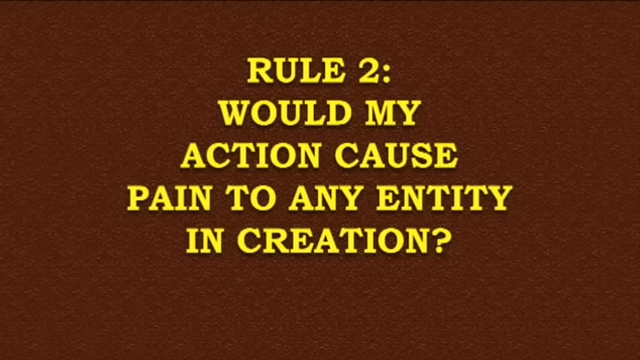 RULE 2:
WOULD MY
ACTION CAUSE
PAIN TO ANY ENTITY
IN CREATION?